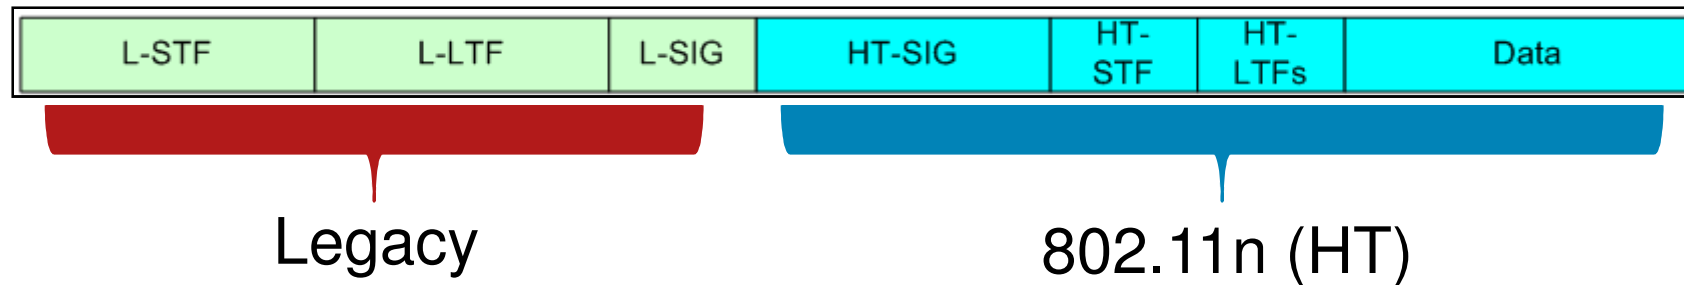 L-STF L-LTF L-SIG HT-SIG HT-STF HT-LTFs Data
Legacy 802.11n (HT)